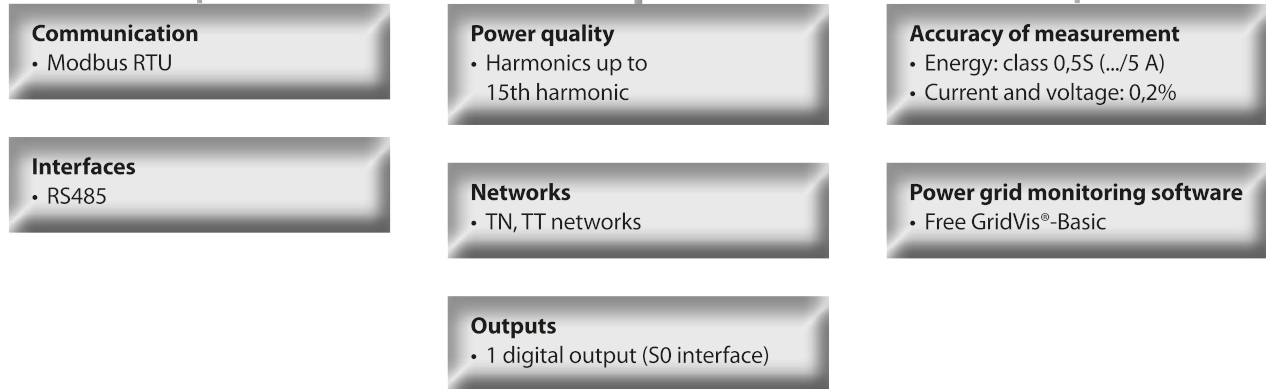 Communication
• Modbus RTU
Interfaces
• RS485
Power quality
• Harmonics up to
15th harmonic
Networks
• TN, TT networks
Outputs
• 1 digital output (S0 interface)
Accuracy of measurement
• Energy: class 0,5S (.../5 A)
• Current and voltage: 0,2%
Power grid monitoring software
• Free GridVis®-Basic